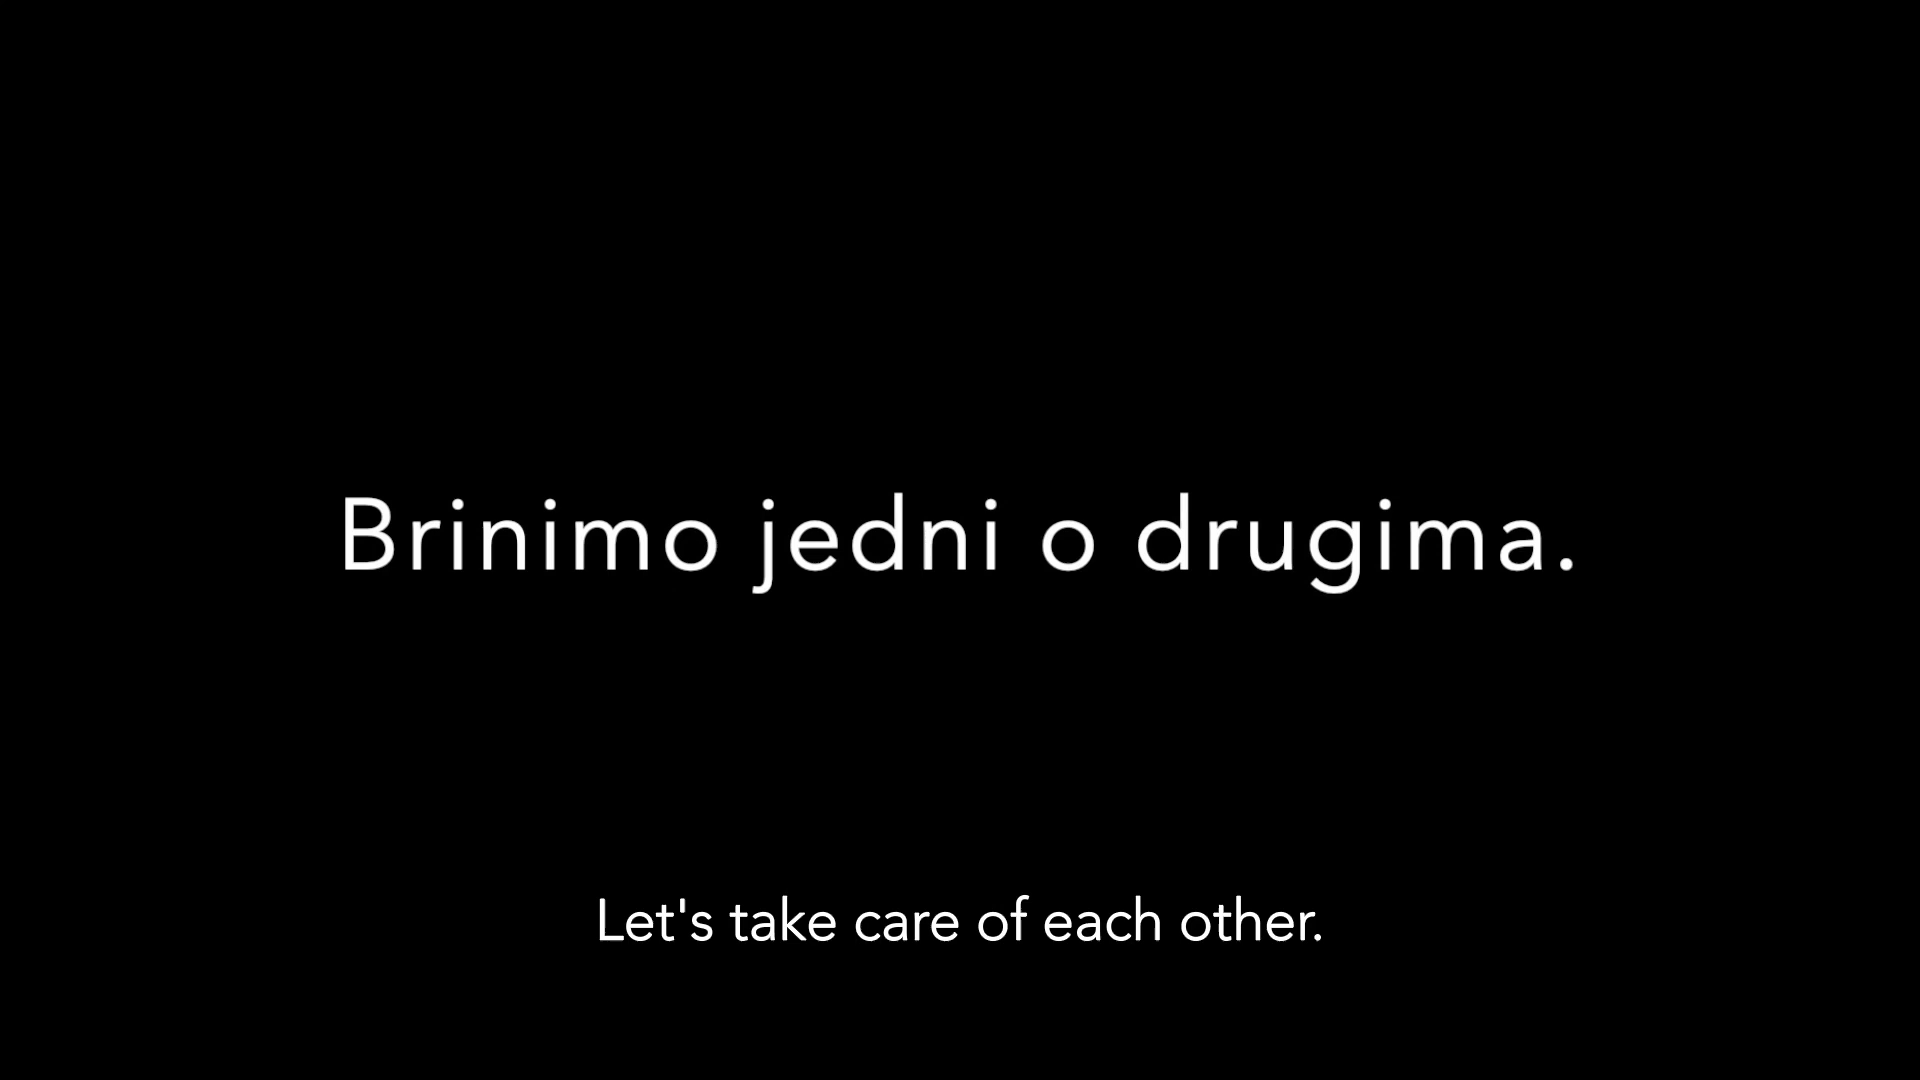 Brinimo jedni o drugima.
Let's take care of each other.